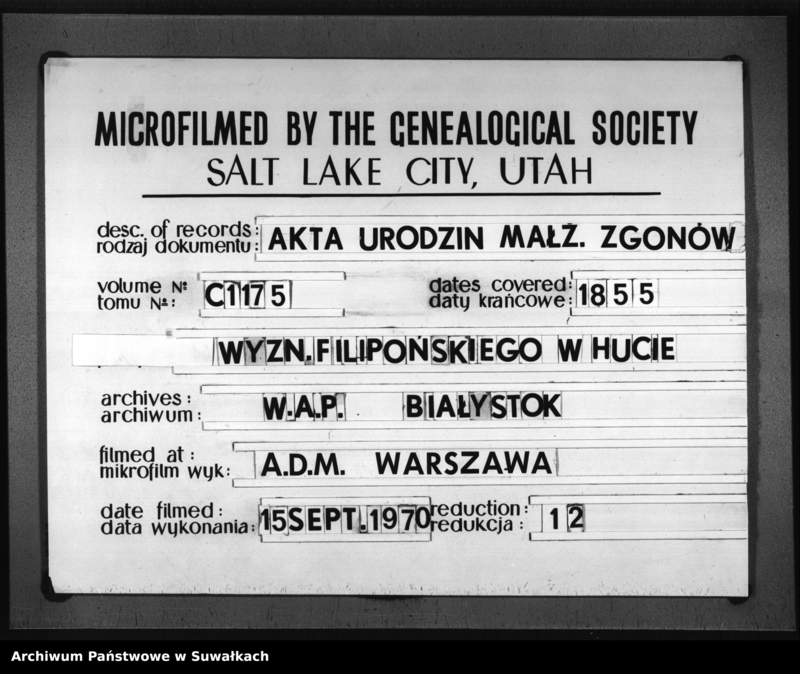 MICROFILMED BY THE GENEALOGICAL SOCIETY
SALT LAKE CITY, UTAH
desc. of records: AKTA URODZIN MAŁŻ. ZGONÓW
rodzaj dokumentu:
volume №: C1175 dates covered: 1855
tomu №: daty krańcowe:
WYZN. FILIPOŃSKIEGO W HUCIE
archives: W.A.P. BIAŁYSTOK
archiwum:
filmed at: A.D.M. WARSZAWA
mikrofilm wyk:
date filmed: 15 SEPT. 1970 reduction: 12
data wykonania: redukcja:
Archiwum Państwowe w Suwałkach